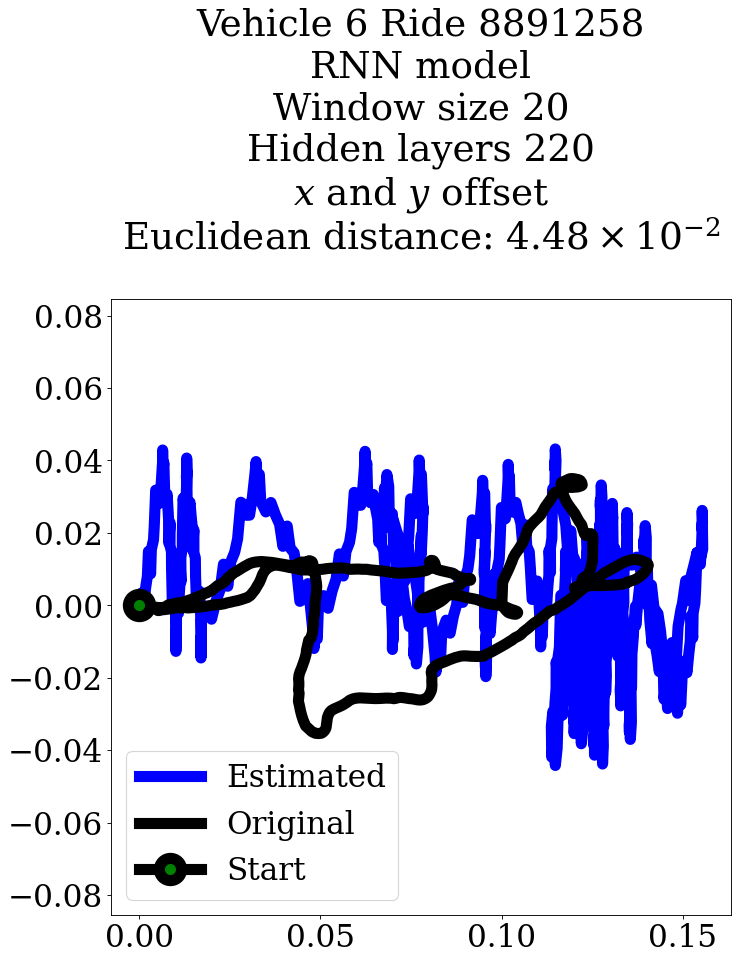 Vehicle 6 Ride 8891258
RNN model
Window size 20
Hidden layers 220
x and y offset
Euclidean distance: 4.48 × 10⁻²
0.08
0.06
0.04
0.02
0.00
−0.02
−0.04
−0.06
−0.08
Estimated
Original
Start
0.00 0.05 0.10 0.15